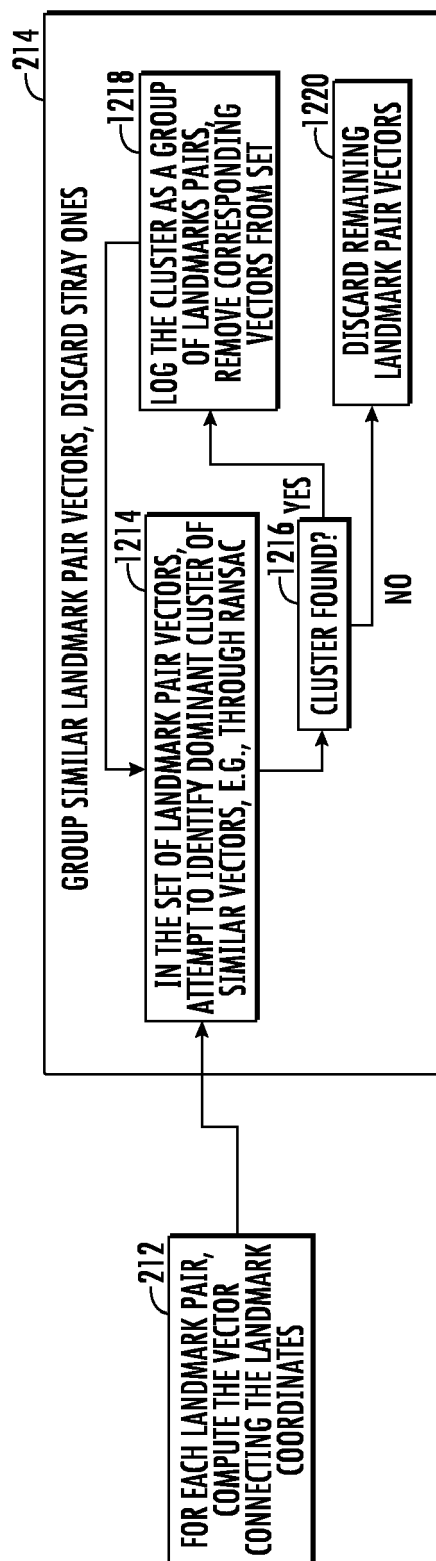 212
FOR EACH LANDMARK PAIR,
COMPUTE THE VECTOR
CONNECTING THE LANDMARK
COORDINATES
214
GROUP SIMILAR LANDMARK PAIR VECTORS, DISCARD STRAY ONES
1214
IN THE SET OF LANDMARK PAIR VECTORS,
ATTEMPT TO IDENTIFY DOMINANT CLUSTER OF
SIMILAR VECTORS, E.G., THROUGH RANSAC
1216
CLUSTER FOUND?
YES
NO
1218
LOG THE CLUSTER AS A GROUP
OF LANDMARKS PAIRS,
REMOVE CORRESPONDING
VECTORS FROM SET
1220
DISCARD REMAINING
LANDMARK PAIR VECTORS